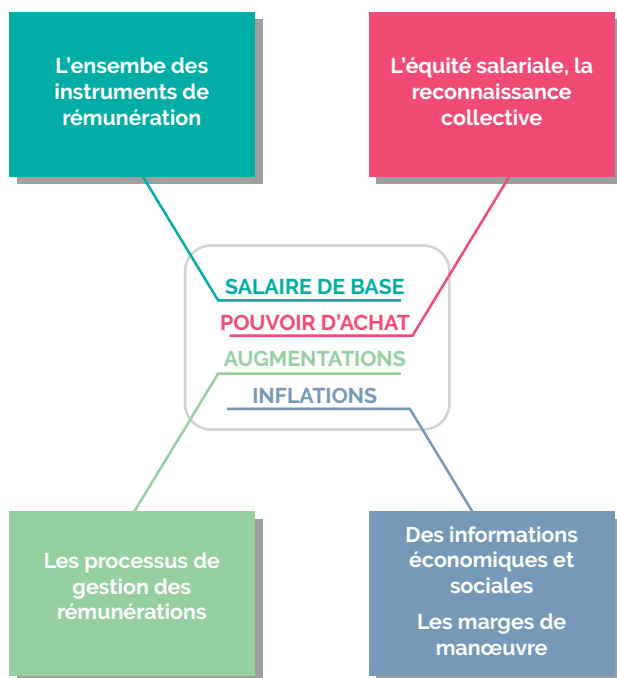 L'ensembe des
instruments de
rémunération
L'équité salariale, la
reconnaissance
collective
SALAIRE DE BASE
POUVOIR D'ACHAT
AUGMENTATIONS
INFLATIONS
Les processus de
gestion des
rémunérations
Des informations
économiques et
sociales
Les marges de
manœuvre